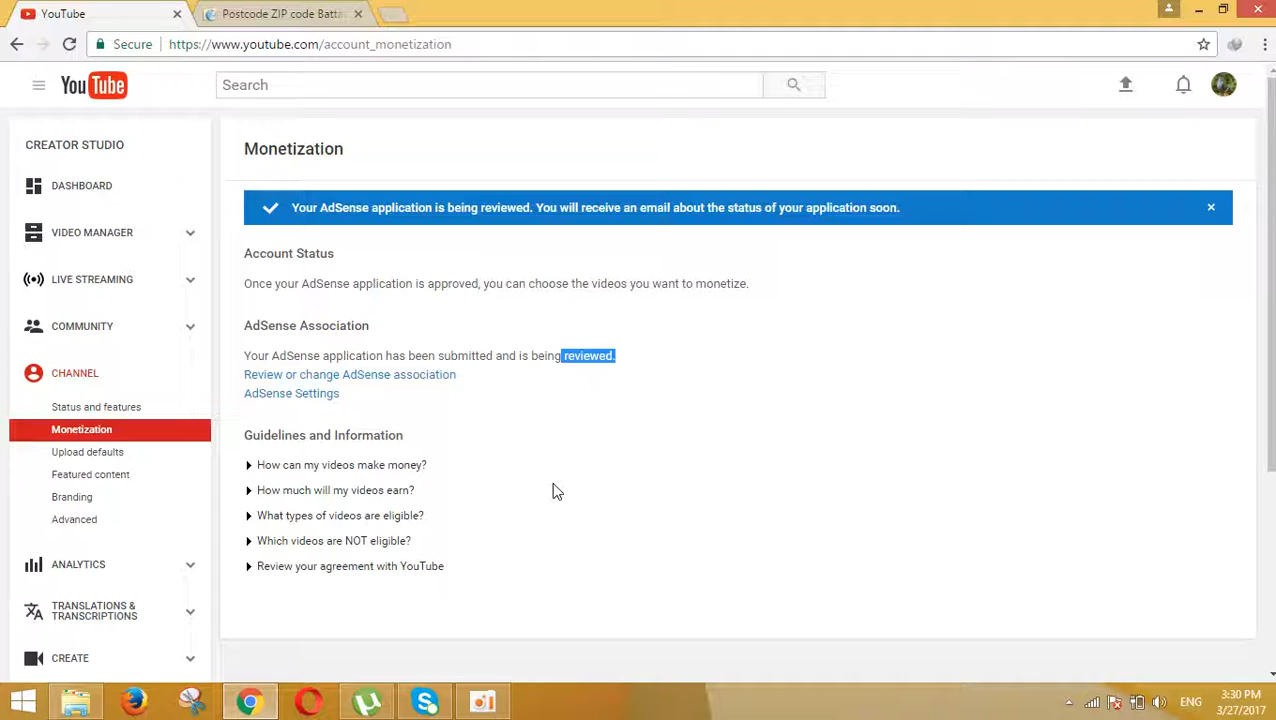 YouTube
Postcode ZIP code Batta
Secure
https://www.youtube.com/account_monetization
YouTube
Search
CREATOR STUDIO
DASHBOARD
VIDEO MANAGER
LIVE STREAMING
COMMUNITY
CHANNEL
Status and features
Monetization
Upload defaults
Featured content
Branding
Advanced
ANALYTICS
TRANSLATIONS &
TRANSCRIPTIONS
CREATE
Monetization
Your AdSense application is being reviewed. You will receive an email about the status of your application soon.
Account Status
Once your AdSense application is approved, you can choose the videos you want to monetize.
AdSense Association
Your AdSense application has been submitted and is being reviewed.
Review or change AdSense association
AdSense Settings
Guidelines and Information
How can my videos make money?
How much will my videos earn?
What types of videos are eligible?
Which videos are NOT eligible?
Review your agreement with YouTube
ENG
3:30 PM
3/27/2017